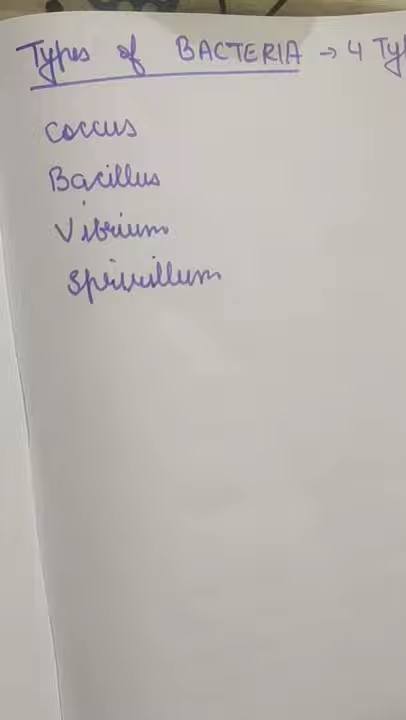 Types of BACTERIA → 4 Ty
Coccus
Bacillus
Vibrium
Spirillum